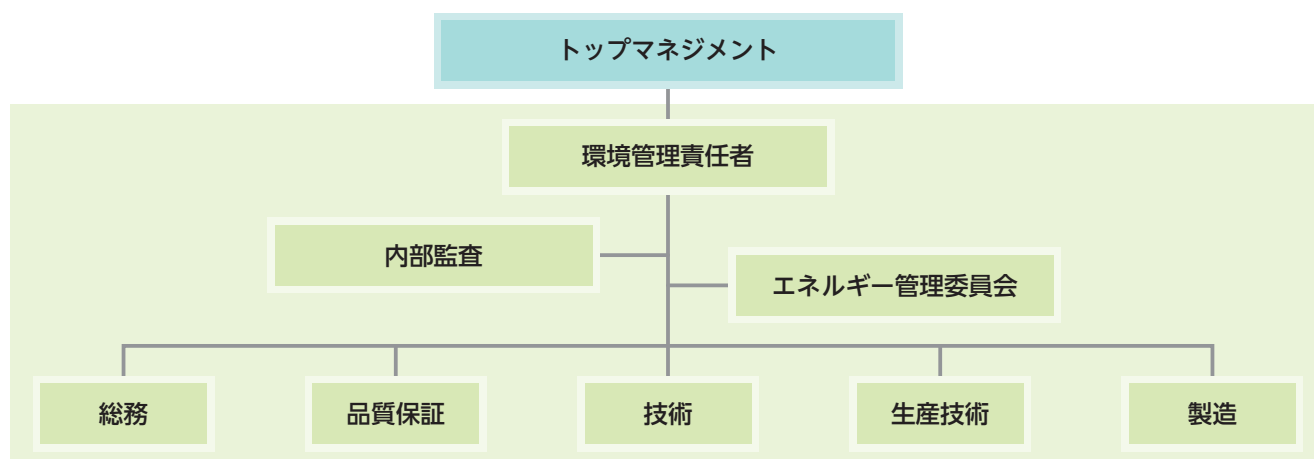 トップマネジメント
環境管理責任者
内部監査
エネルギー管理委員会
総務
品質保証
技術
生産技術
製造